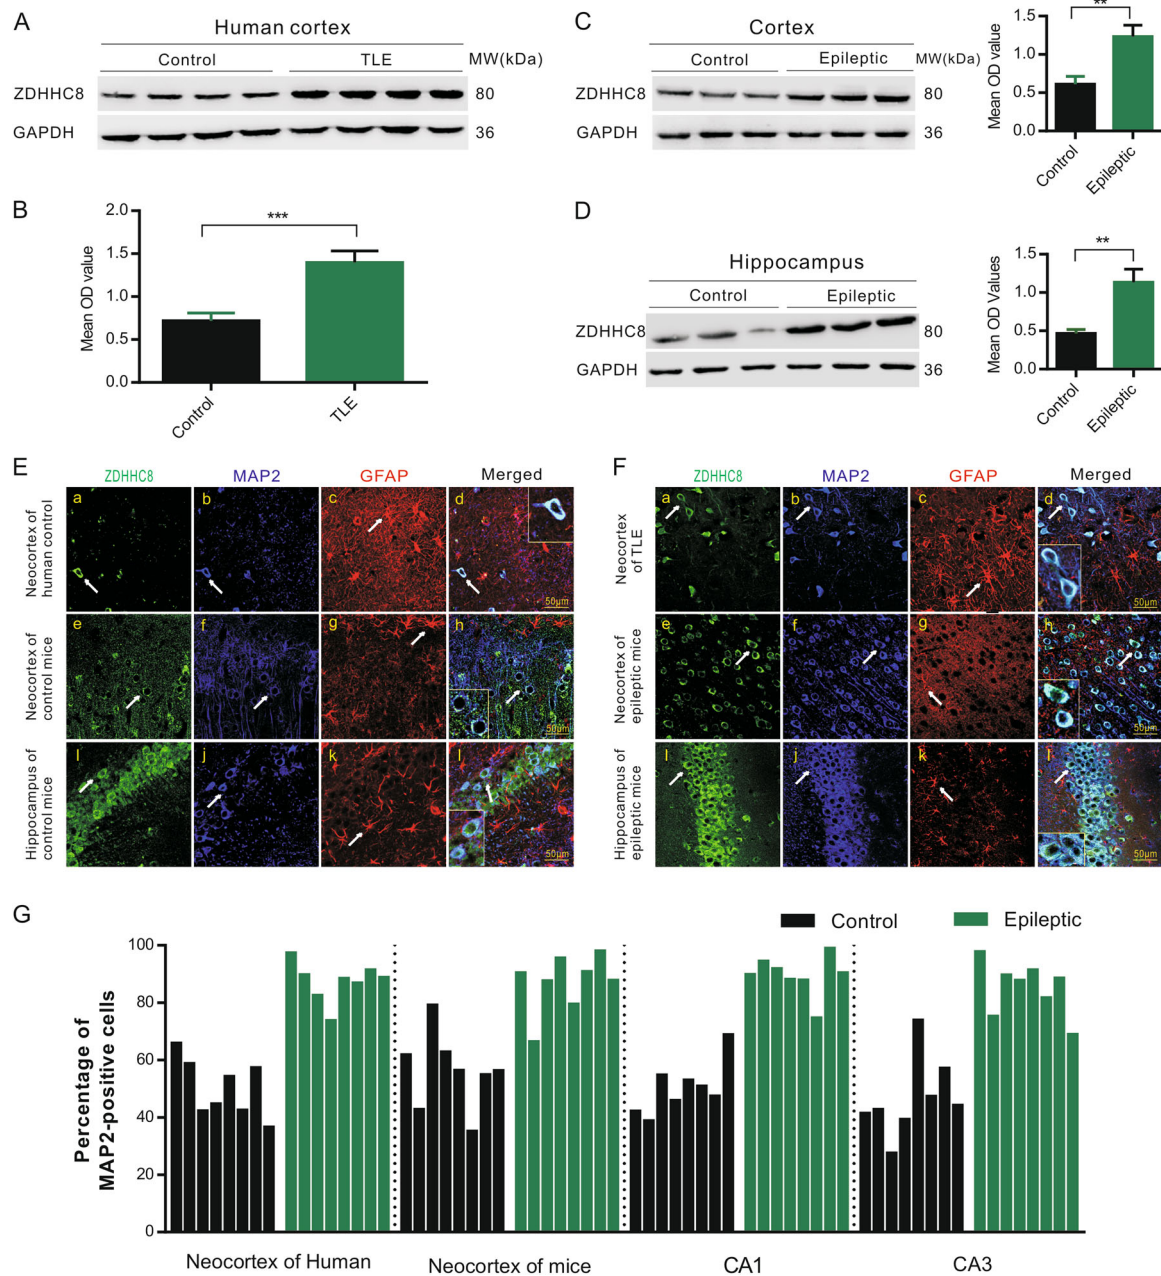 A
Human cortex
Control TLE MW(kDa)
ZDHHC8 80
GAPDH 36
B
2.0
1.5
1.0
0.5
0.0
Mean OD value
***
Control TLE
C
Cortex
Control Epileptic MW(kDa)
ZDHHC8 80
GAPDH 36
1.5
1.0
0.5
0.0
Mean OD value
**
Control Epileptic
D
Hippocampus
Control Epileptic
ZDHHC8 80
GAPDH 36
1.5
1.0
0.5
0.0
Mean OD Values
**
Control Epileptic
E
ZDHHC8 MAP2 GFAP Merged
Neocortex of
human control
a b c d
50μm
Neocortex of
control mice
e f g h
50μm
Hippocampus of
control mice
I j k l
50μm
F
ZDHHC8 MAP2 GFAP Merged
Neocortex
of TLE
a b c d
50μm
Neocortex of
epileptic mice
e f g h
50μm
Hippocampus of
epileptic mice
I j k l
50μm
G
Control Epileptic
100
80
60
40
20
0
Percentage of
MAP2-positive cells
Neocortex of Human Neocortex of mice CA1 CA3